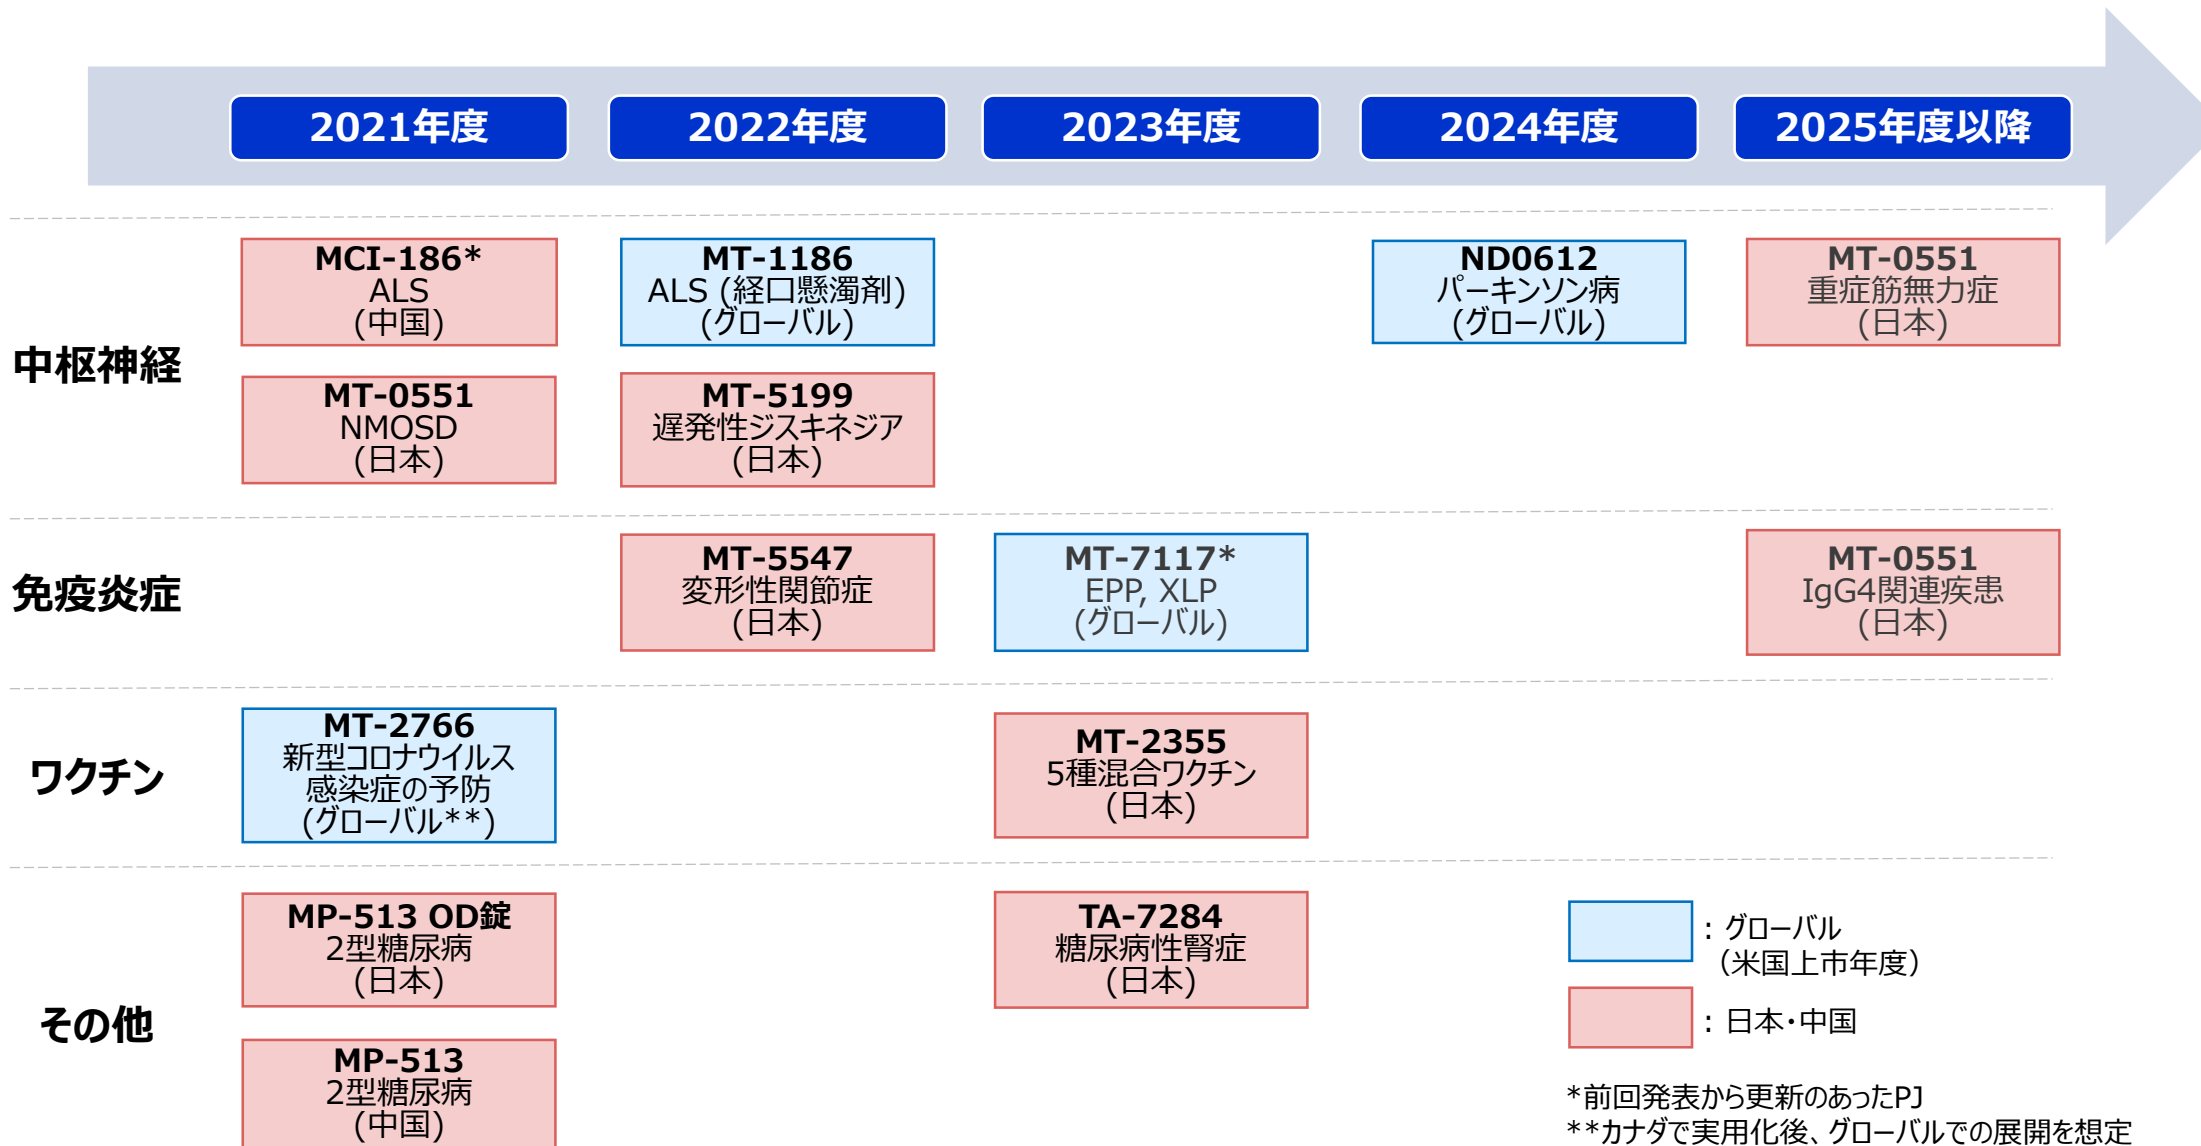 2021年度
2022年度
2023年度
2024年度
2025年度以降
中枢神経
MCI-186*
ALS
(中国)
MT-0551
NMOSD
(日本)
MT-1186
ALS (経口懸濁剤)
(グローバル)
MT-5199
遅発性ジスキネジア
(日本)
ND0612
パーキンソン病
(グローバル)
MT-0551
重症筋無力症
(日本)
免疫炎症
MT-5547
変形性関節症
(日本)
MT-7117*
EPP, XLP
(グローバル)
MT-0551
IgG4関連疾患
(日本)
ワクチン
MT-2766
新型コロナウイルス
感染症の予防
(グローバル**)
MT-2355
5種混合ワクチン
(日本)
その他
MP-513 OD錠
2型糖尿病
(日本)
MP-513
2型糖尿病
(中国)
TA-7284
糖尿病性腎症
(日本)
: グローバル
(米国上市年度)
: 日本・中国
*前回発表から更新のあったPJ
**カナダで実用化後、グローバルでの展開を想定